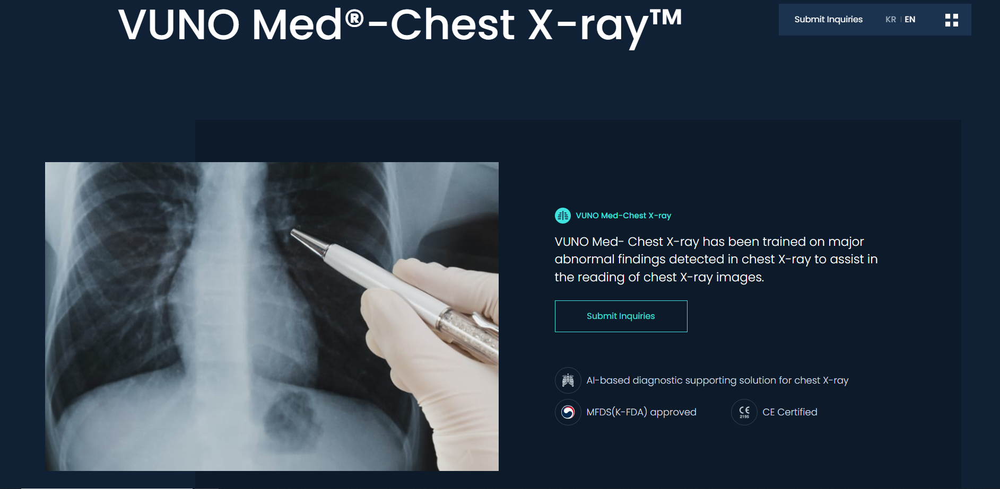 VUNO Med®-Chest X-ray™
Submit Inquiries
KR | EN
VUNO Med-Chest X-ray
VUNO Med- Chest X-ray has been trained on major
abnormal findings detected in chest X-ray to assist in
the reading of chest X-ray images.
Submit Inquiries
AI-based diagnostic supporting solution for chest X-ray
MFDS(K-FDA) approved
CE
2195
CE Certified